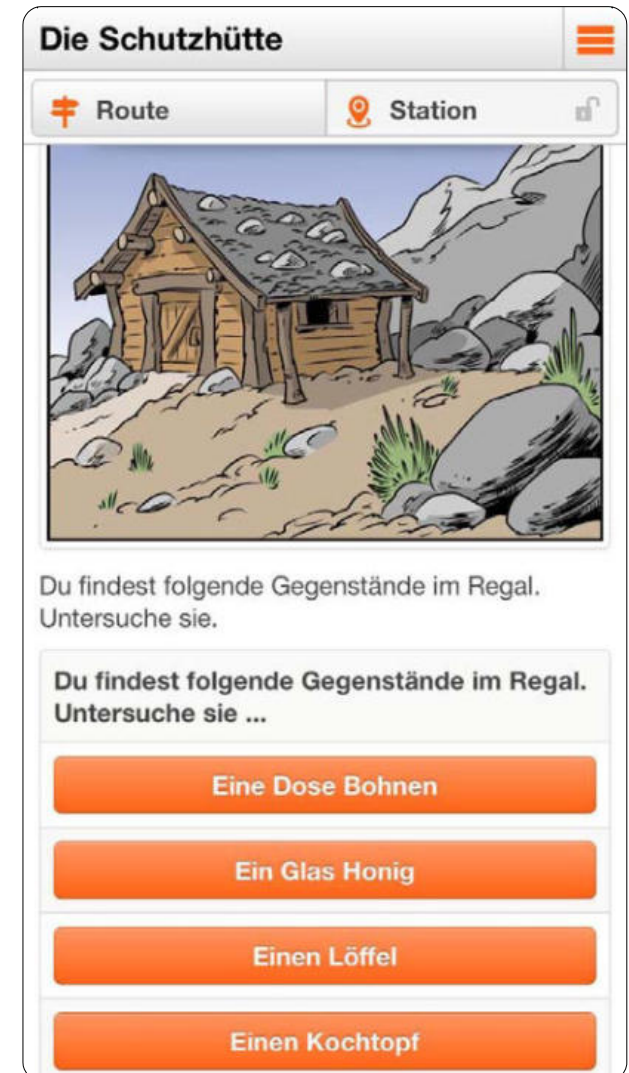 Die Schutzhütte
Route
Station
Du findest folgende Gegenstände im Regal.
Untersuche sie.
Du findest folgende Gegenstände im Regal.
Untersuche sie ...
Eine Dose Bohnen
Ein Glas Honig
Einen Löffel
Einen Kochtopf